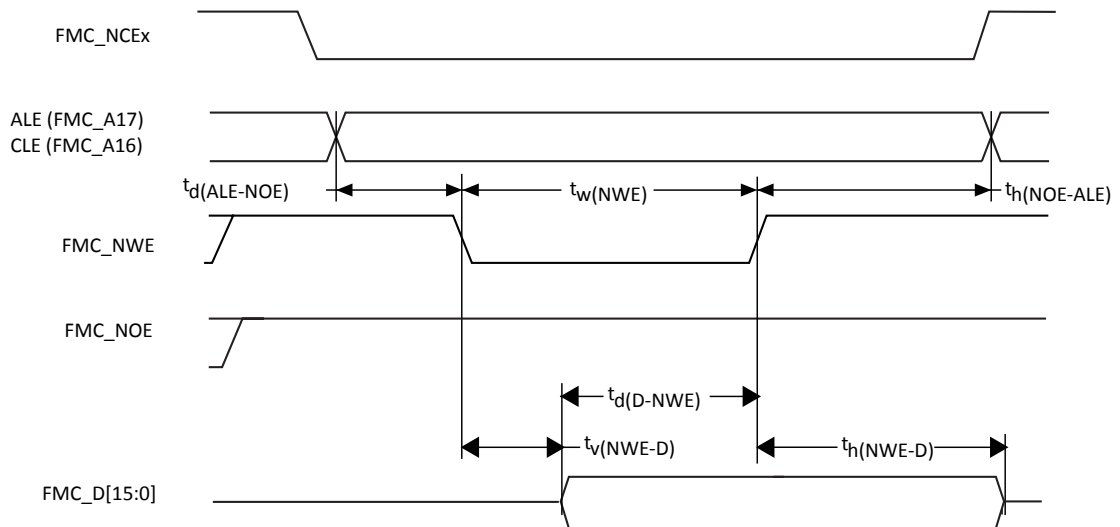 FMC_NCEx
ALE (FMC_A17)
CLE (FMC_A16)
td(ALE-NOE)
tw(NWE)
th(NOE-ALE)
FMC_NWE
FMC_NOE
td(D-NWE)
tv(NWE-D)
th(NWE-D)
FMC_D[15:0]